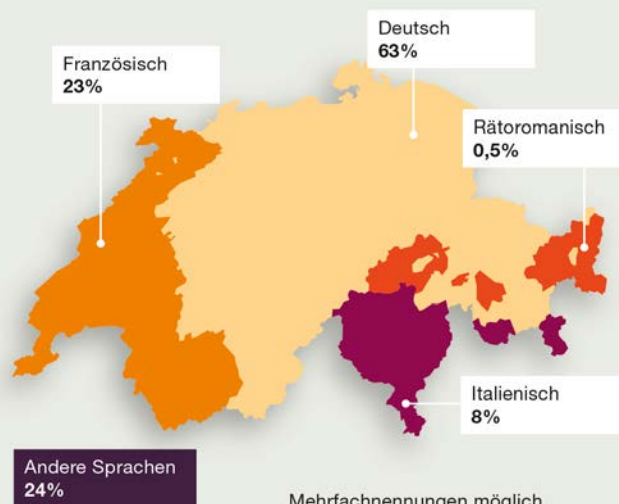 Deutsch
63%
Französisch
23%
Rätoromanisch
0,5%
Italienisch
8%
Andere Sprachen
24%
Mehrfachnennungen möglich